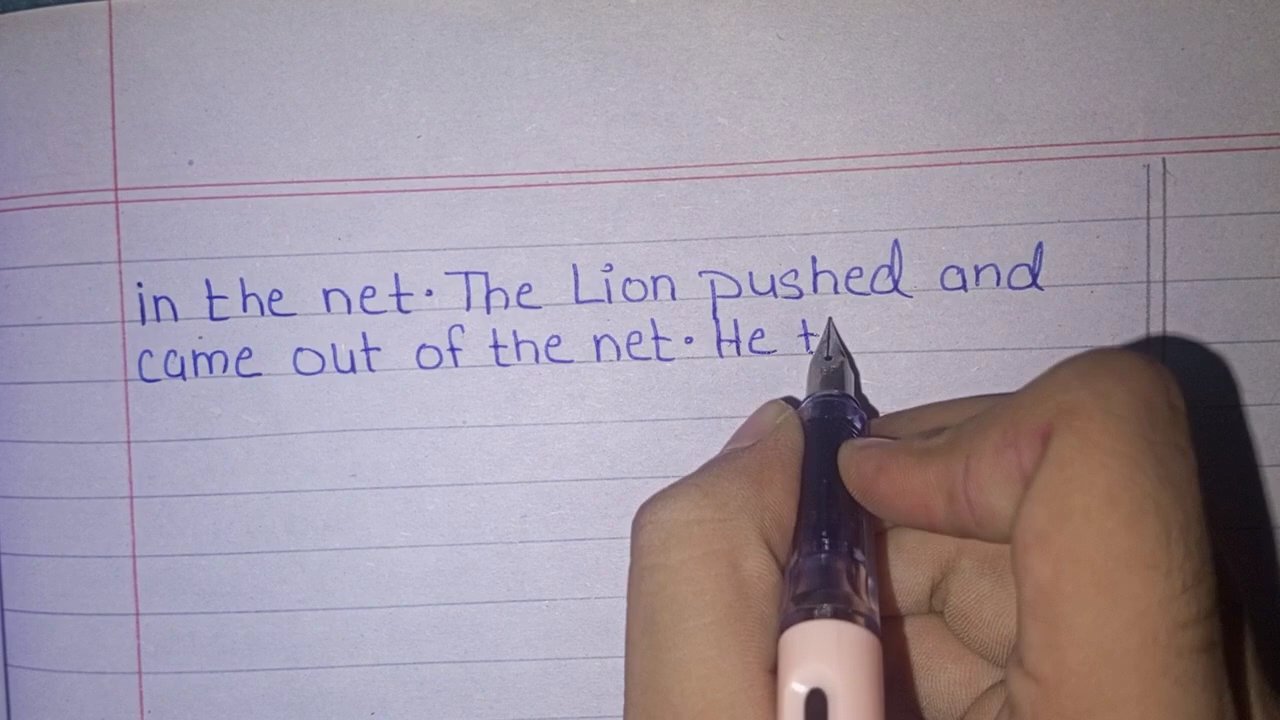 in the net. The Lion pushed and
came out of the net. He t